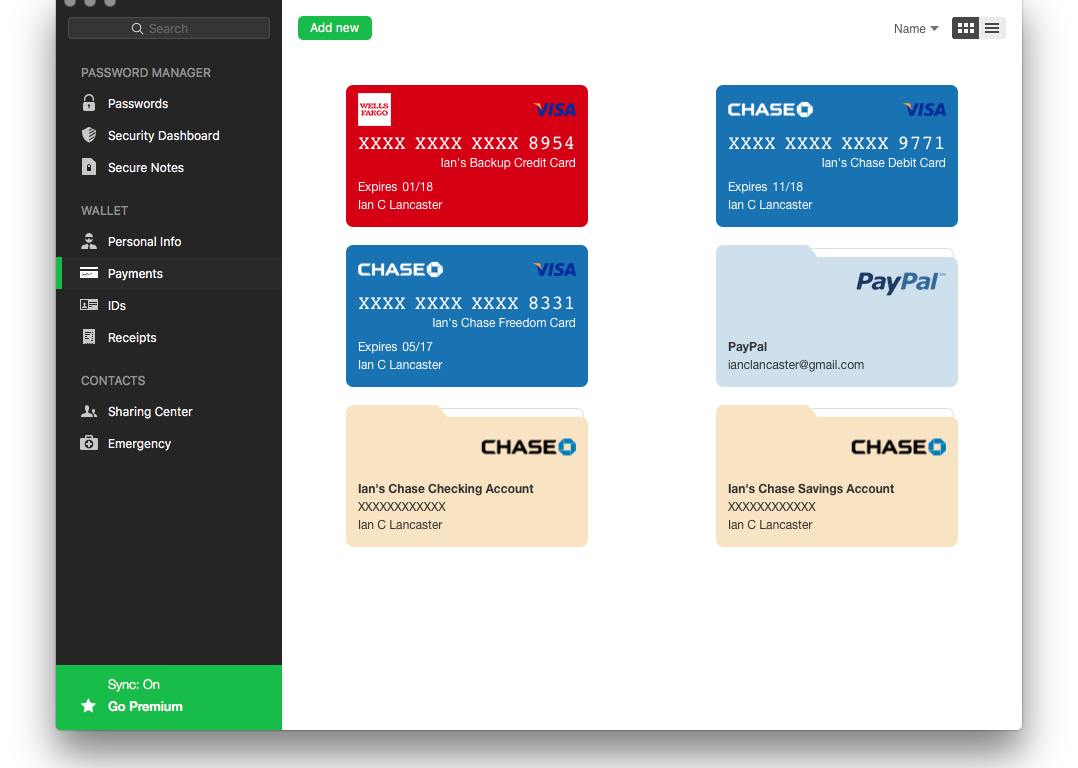 Search
PASSWORD MANAGER
Passwords
Security Dashboard
Secure Notes
WALLET
Personal Info
Payments
IDs
Receipts
CONTACTS
Sharing Center
Emergency
Sync: On
Go Premium
Add new
Name
WELLS
FARGO
VISA
XXXX XXXX XXXX 8954
Ian's Backup Credit Card
Expires 01/18
Ian C Lancaster
CHASE
VISA
XXXX XXXX XXXX 9771
Ian's Chase Debit Card
Expires 11/18
Ian C Lancaster
CHASE
VISA
XXXX XXXX XXXX 8331
Ian's Chase Freedom Card
Expires 05/17
Ian C Lancaster
PayPal
PayPal
ianclancaster@gmail.com
CHASE
Ian's Chase Checking Account
XXXXXXXXXXXX
Ian C Lancaster
CHASE
Ian's Chase Savings Account
XXXXXXXXXXXX
Ian C Lancaster